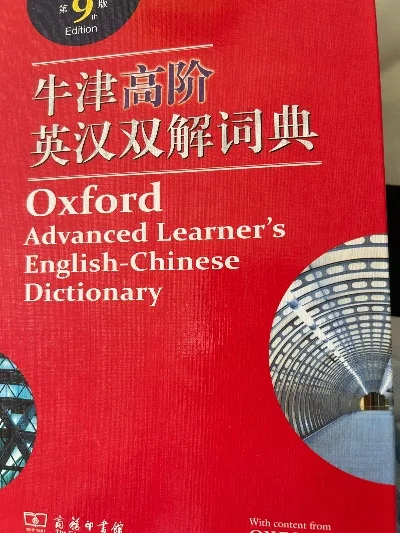 第9版
th
Edition
牛津高阶
英汉双解词典
Oxford
Advanced Learner's
English-Chinese
Dictionary
商务印书馆
With content from